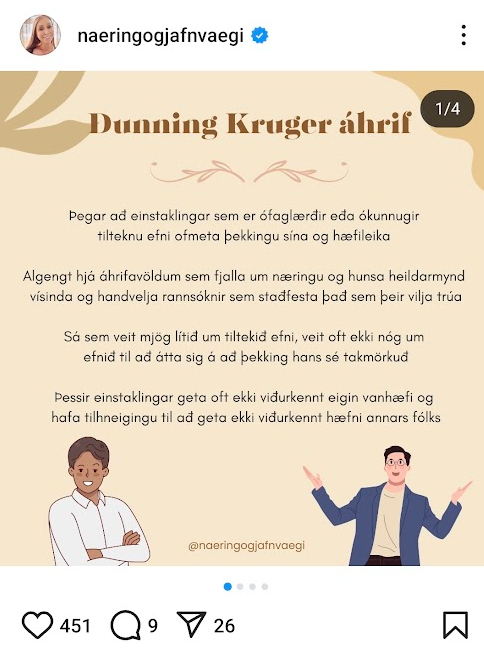 naeringogjafnvaegi
1/4
Dunning Kruger áhrif
Þegar að einstaklingar sem er ófaglærðir eða ókunnugir
tilteknu efni ofmeta þekkingu sína og hæfileika
Algengt hjá áhrifavöldum sem fjalla um næringu og hunsa heildarmynd
vísinda og handvelja rannsóknir sem staðfesta það sem þeir vilja trúa
Sá sem veit mjög lítið um tiltekið efni, veit oft ekki nóg um
efnið til að átta sig á að þekking hans sé takmörkuð
Þessir einstaklingar geta oft ekki viðurkennt eigin vanhæfi og
hafa tilhneigingu til að geta ekki viðurkennt hæfni annars fólks
@naeringogjafnvaegi
451 9 26